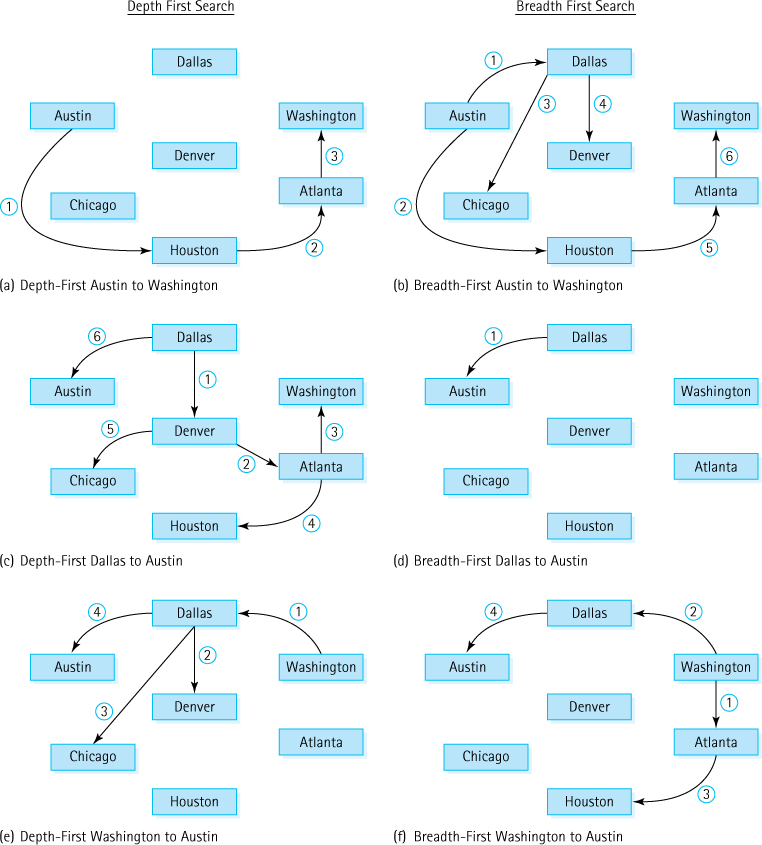 Depth First Search
Breadth First Search
Dallas
Austin
Washington
Denver
3
Atlanta
Chicago
1
Houston
2
(a) Depth-First Austin to Washington
1
Dallas
3
4
Austin
Washington
Denver
6
Atlanta
Chicago
2
Houston
5
(b) Breadth-First Austin to Washington
6
Dallas
1
Austin
Washington
5
Denver
3
2
Atlanta
Chicago
4
Houston
(c) Depth-First Dallas to Austin
1
Dallas
Austin
Washington
Denver
Atlanta
Chicago
Houston
(d) Breadth-First Dallas to Austin
4
Dallas
1
2
Austin
Washington
3
Denver
Atlanta
Chicago
Houston
(e) Depth-First Washington to Austin
4
Dallas
2
Austin
Washington
1
Denver
Atlanta
Chicago
3
Houston
(f) Breadth-First Washington to Austin